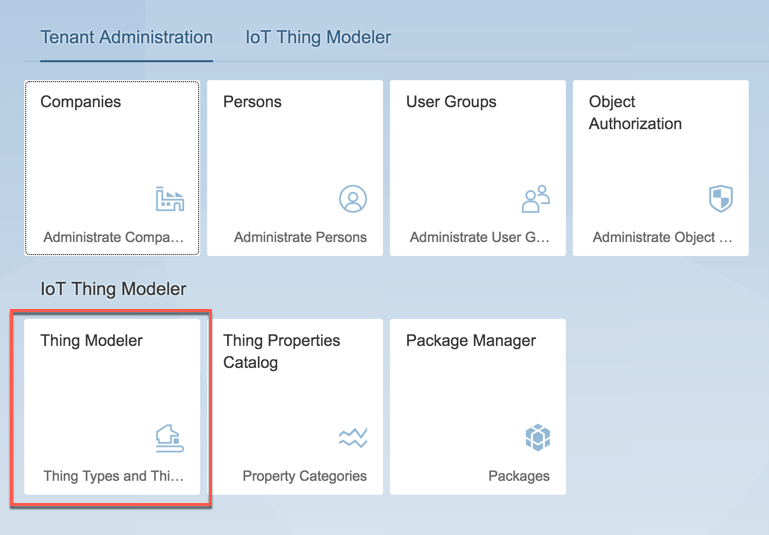 Tenant Administration IoT Thing Modeler
Companies
Administrate Compa…
Persons
Administrate Persons
User Groups
Administrate User G…
Object
Authorization
Administrate Object …
IoT Thing Modeler
Thing Modeler
Thing Types and Thi…
Thing Properties
Catalog
Property Categories
Package Manager
Packages